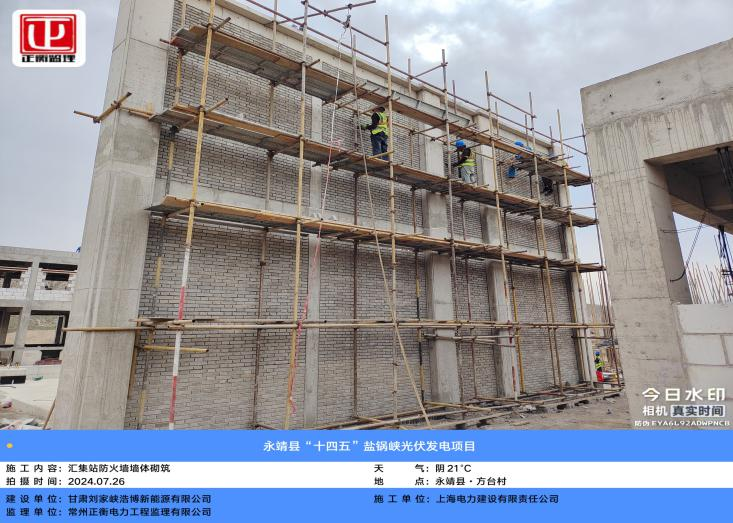 正衡监理
今日水印
相机 真实时间
防伪 EYA6L92ADWPNCB
永靖县“十四五”盐锅峡光伏发电项目
施工内容：汇集站防火墙墙体砌筑
天气：阴 21℃
拍摄时间：2024.07.26
地点：永靖县·方台村
建设单位：甘肃刘家峡浩博新能源有限公司
施工单位：上海电力建设有限责任公司
监理单位：常州正衡电力工程监理有限公司